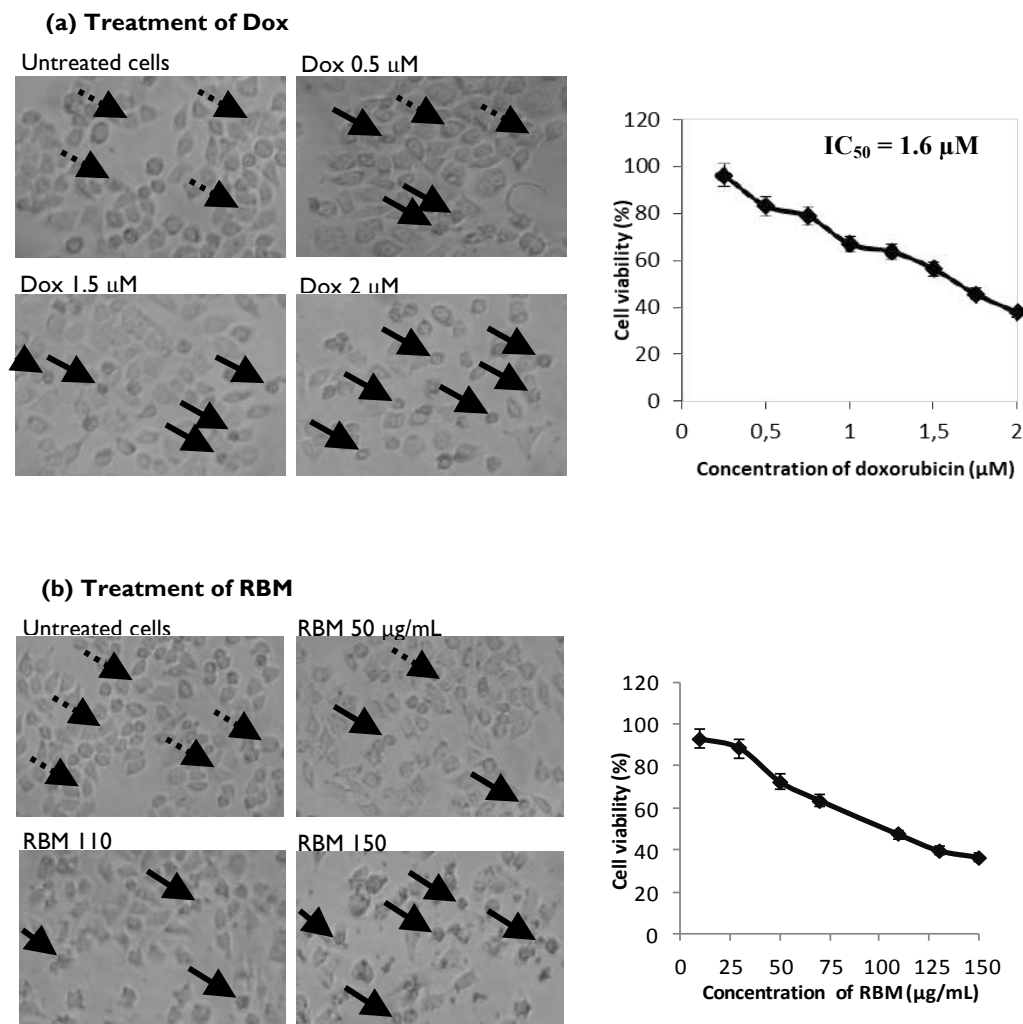 (a) Treatment of Dox
Untreated cells
Dox 0.5 µM
Dox 1.5 µM
Dox 2 µM
IC50 = 1.6 µM
Cell viability (%)
120
100
80
60
40
20
0
0 0,5 1 1,5 2
Concentration of doxorubicin (µM)
(b) Treatment of RBM
Untreated cells
RBM 50 µg/mL
RBM 110
RBM 150
Cell viability (%)
120
100
80
60
40
20
0
0 25 50 75 100 125 150
Concentration of RBM (µg/mL)